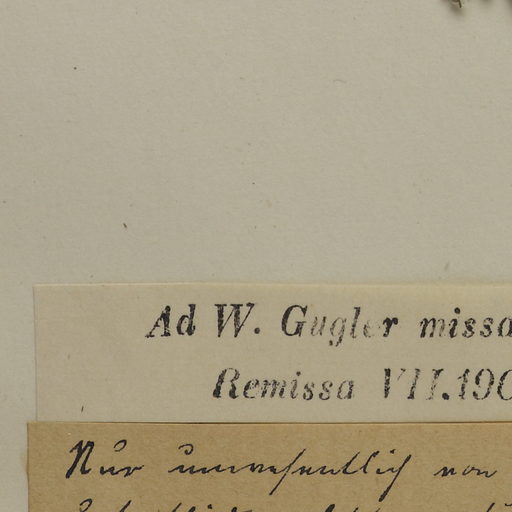 Ad W. Gugler missa
Remissa VII.190
Nur unwesentlich von